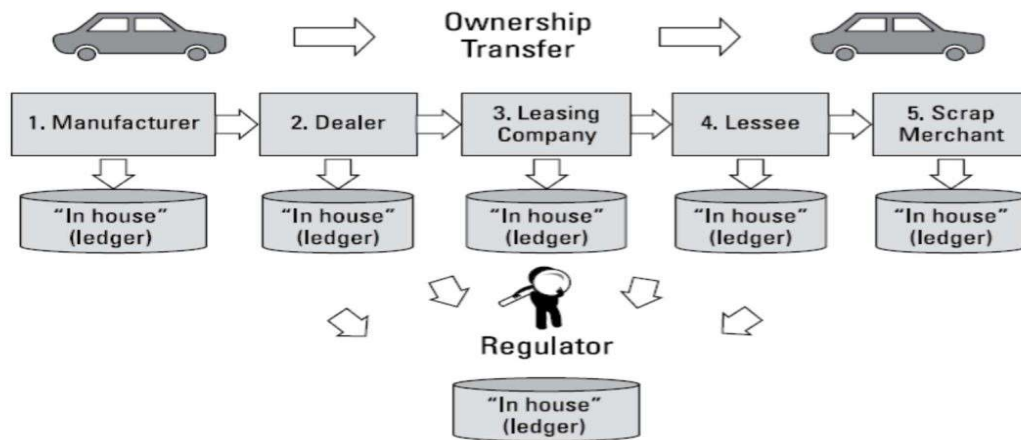 Ownership
Transfer
1. Manufacturer
2. Dealer
3. Leasing
Company
4. Lessee
5. Scrap
Merchant
“In house”
(ledger)
“In house”
(ledger)
“In house”
(ledger)
“In house”
(ledger)
“In house”
(ledger)
Regulator
“In house”
(ledger)